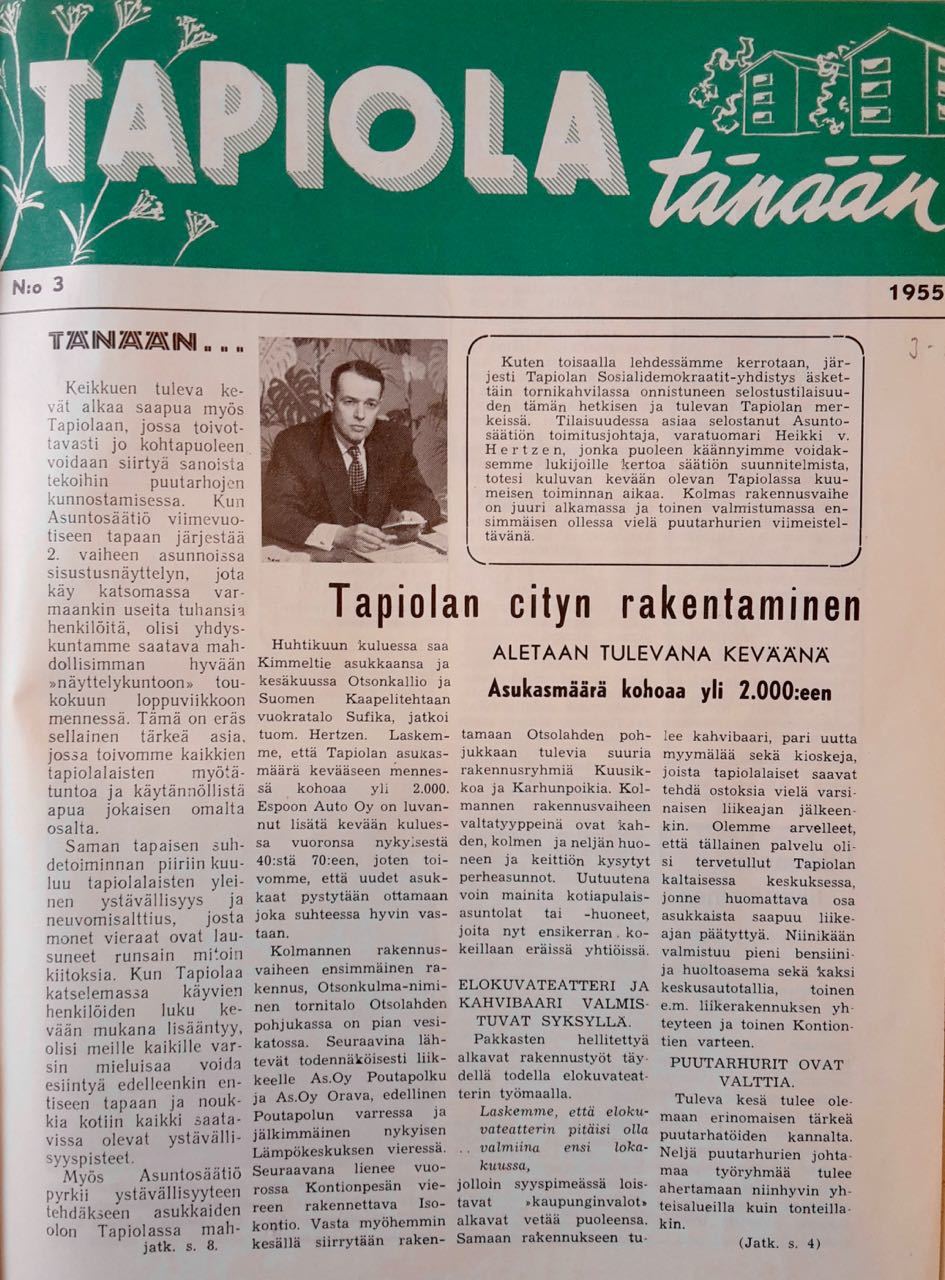 TAPIOLA
tänään
N:o 3
1955
TÄNÄÄN...
Keikkuen tuleva ke-
vät alkaa saapua myös
Tapiolaan, jossa toivot-
tavasti jo kohtapuoleen
voidaan siirtyä sanoista
tekoihin puutarhojen
kunnostamisessa. Kun
Asuntosäätiö viimevuo-
tiseen tapaan järjestää
2. vaiheen asunnoissa
sisustusnäyttelyn, jota
käy katsomassa var-
maankin useita tuhansia
henkilöitä, olisi yhdys-
kuntamme saatava mah-
dollisimman hyvään
»näyttelykuntoon» tou-
kokuun loppuviikkoon
mennessä. Tämä on eräs
sellainen tärkeä asia,
jossa toivomme kaikkien
tapiolalaisten myötä-
tuntoa ja käytännöllistä
apua jokaisen omalta
osalta.
Saman tapaisen suh-
detoiminnan piiriin kuu-
luu tapiolalaisten ylei-
nen ystävällisyys ja
neuvomisalttius, josta
monet vieraat ovat lau-
suneet runsain mitoin
kiitoksia. Kun Tapiolaa
katselemassa käyvien
henkilöiden luku ke-
vään mukana lisääntyy,
olisi meille kaikille var-
sin mieluisaa voida
esiintyä edelleenkin en-
tiseen tapaan ja nouk-
kia kotiin kaikki saata-
vissa olevat ystävälli-
syyspisteet.
Myös Asuntosäätiö
pyrkii ystävällisyyteen
tehdäkseen asukkaiden
olon Tapiolassa mah-
jatk. s. 8.
Kuten toisaalla lehdessämme kerrotaan, jär-
jesti Tapiolan Sosialidemokraatit-yhdistys äsket-
täin tornikahvilassa onnistuneen selostustilaisuu-
den tämän hetkisen ja tulevan Tapiolan mer-
keissä. Tilaisuudessa asiaa selostanut Asunto-
säätiön toimitusjohtaja, varatuomari Heikki v.
Hertzen, jonka puoleen käännyimme voidak-
semme lukijoille kertoa säätiön suunnitelmista,
totesi kuluvan kevään olevan Tapiolassa kuu-
meisen toiminnan aikaa. Kolmas rakennusvaihe
on juuri alkamassa ja toinen valmistumassa en-
simmäisen ollessa vielä puutarhurien viimeistel-
tävänä.
Tapiolan cityn rakentaminen
ALETAAN TULEVANA KEVÄÄNÄ
Asukasmäärä kohoaa yli 2.000:een
Huhtikuun kuluessa saa
Kimmeltie asukkaansa ja
kesäkuussa Otsonkallio ja
Suomen Kaapelitehtaan
vuokratalo Sufika, jatkoi
tuom. Hertzen. Laskem-
me, että Tapiolan asukas-
määrä kevääseen mennes-
sä kohoaa yli 2.000.
Espoon Auto Oy on luvan-
nut lisätä kevään kulues-
sa vuoronsa nykyisestä
40:stä 70:een, joten toi-
vomme, että uudet asuk-
kaat pystytään ottamaan
joka suhteessa hyvin vas-
taan.
Kolmannen rakennus-
vaiheen ensimmäinen ra-
kennus, Otsonkulma-nimi-
nen tornitalo Otsolahden
pohjukassa on pian vesi-
katossa. Seuraavina läh-
tevät todennäköisesti liik-
keelle As.Oy Poutapolku
ja As.Oy Orava, edellinen
Poutapolun varressa ja
jälkimmäinen nykyisen
Lämpökeskuksen vieressä.
Seuraavana lienee vuo-
rossa Kontionpesän vie-
reen rakennettava Iso-
kontio. Vasta myöhemmin
kesällä siirrytään raken-
tamaan Otsolahden poh-
jukkaan tulevia suuria
rakennusryhmiä Kuusik-
koa ja Karhunpoikia. Kol-
mannen rakennusvaiheen
valtatyyppeinä ovat kah-
den, kolmen ja neljän huo-
neen ja keittiön kysytyt
perheasunnot. Uutuutena
voin mainita kotiapulais-
asuntolat tai -huoneet,
joita nyt ensikerran ko-
keillaan eräissä yhtiöissä.
ELOKUVATEATTERI JA
KAHVIBAARI VALMIS-
TUVAT SYKSYLLÄ.
Pakkasten hellitettyä
alkavat rakennustyöt täy-
dellä todella elokuvateat-
terin työmaalla.
Laskemme, että eloku-
vateatterin pitäisi olla
valmiina ensi loka-
kuussa,
jolloin syyspimeässä lois-
tavat »kaupunginvalot»
alkavat vetää puoleensa.
Samaan rakennukseen tu-
lee kahvibaari, pari uutta
myymälää sekä kioskeja,
joista tapiolalaiset saavat
tehdä ostoksia vielä varsi-
naisen liikeajan jälkeen-
kin. Olemme arvelleet,
että tällainen palvelu oli-
si tervetullut Tapiolan
kaltaisessa keskuksessa,
jonne huomattava osa
asukkaista saapuu liike-
ajan päätyttyä. Niinikään
valmistuu pieni bensiini-
ja huoltoasema sekä kaksi
keskusautotallia, toinen
e.m. liikerakennuksen yh-
teyteen ja toinen Kontion-
tien varteen.
PUUTARHURIT OVAT
VALTTIA.
Tuleva kesä tulee ole-
maan erinomaisen tärkeä
puutarhatöiden kannalta.
Neljä puutarhurien johta-
maa työryhmää tulee
ahertamaan niinhyvin yh-
teisalueilla kuin tonteilla-
kin.
(Jatk. s. 4)